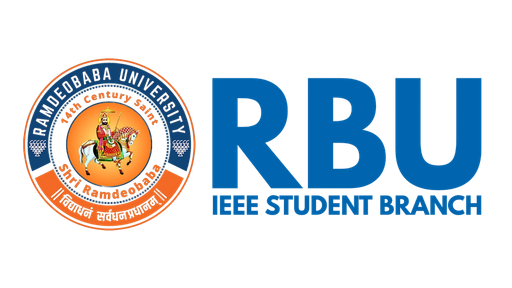 RAMDEOBABA UNIVERSITY
14th Century Saint
Shri Ramdeobaba
|| विद्याधनं सर्वधनप्रधानम् ||
RBU
IEEE STUDENT BRANCH